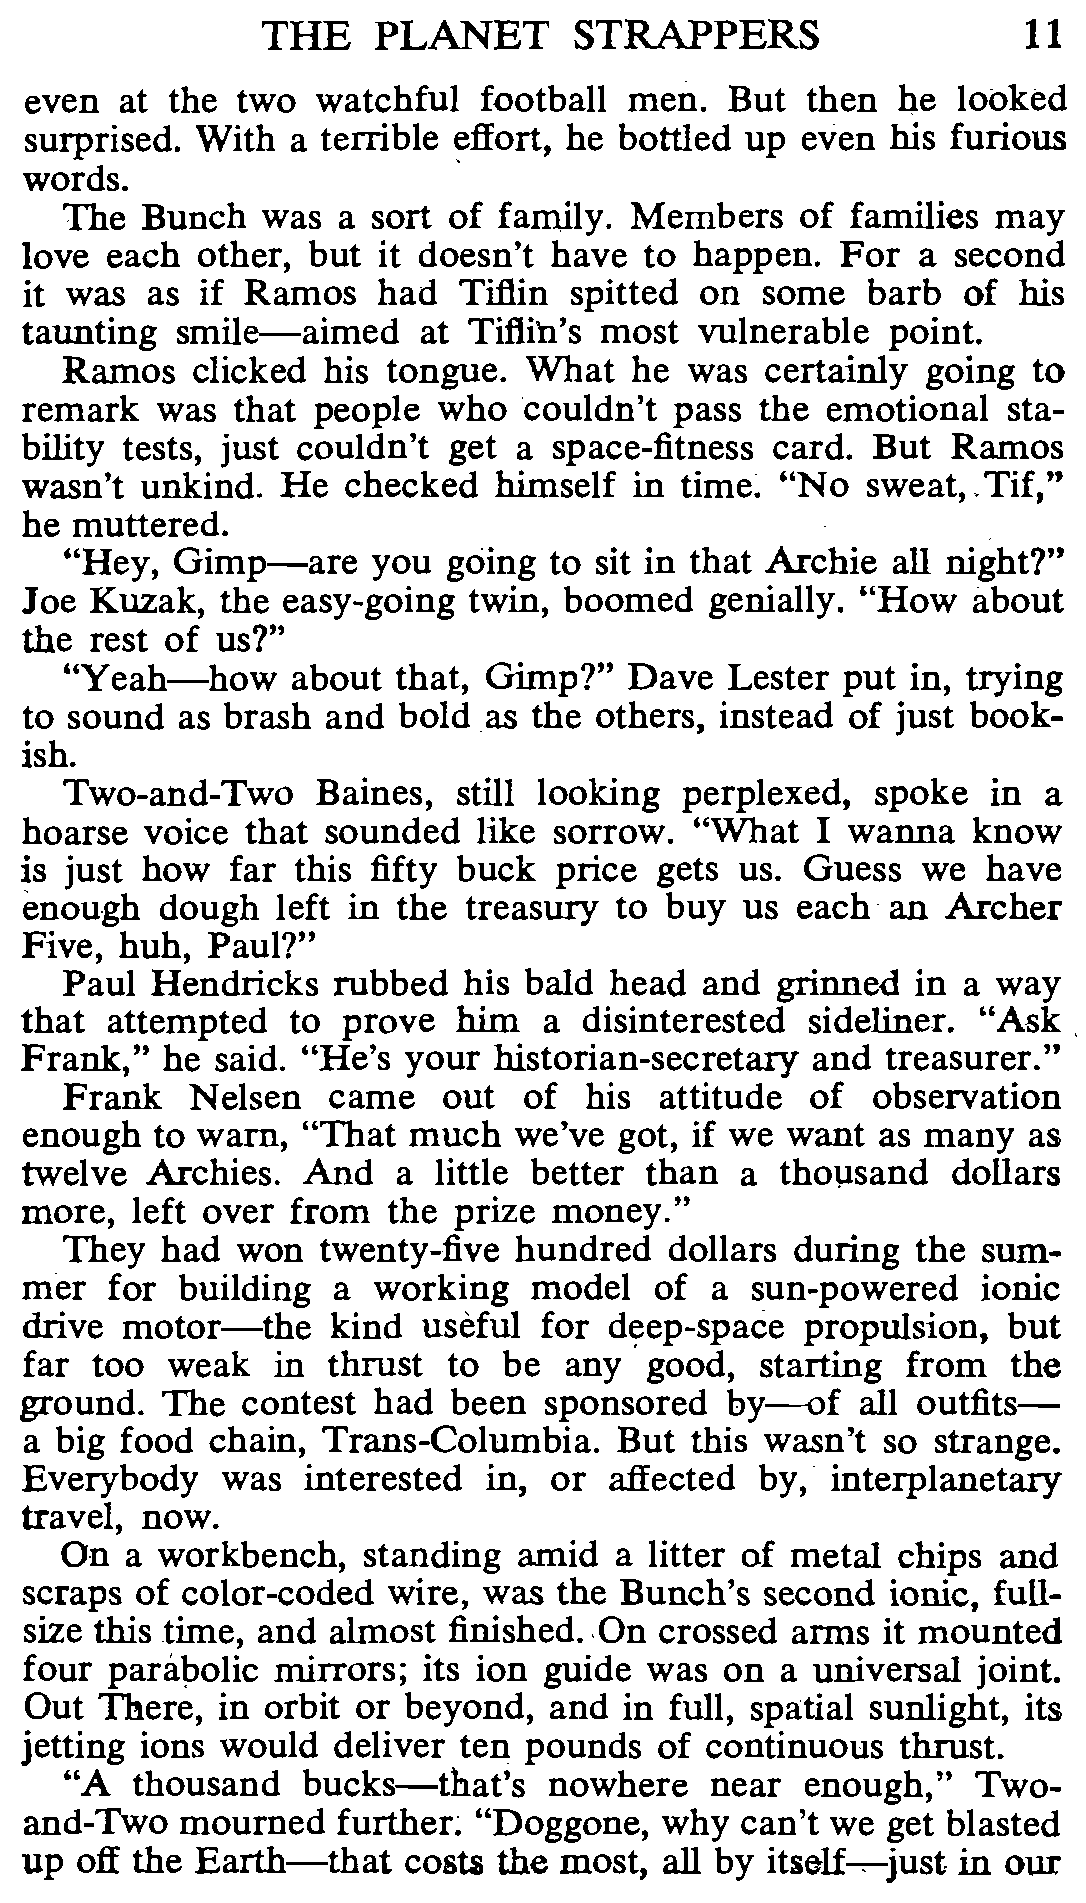 THE PLANET STRAPPERS 11
even at the two watchful football men. But then he looked
surprised. With a terrible effort, he bottled up even his furious
words.
The Bunch was a sort of family. Members of families may
love each other, but it doesn't have to happen. For a second
it was as if Ramos had Tiflin spitted on some barb of his
taunting smile—aimed at Tiflin's most vulnerable point.
Ramos clicked his tongue. What he was certainly going to
remark was that people who couldn't pass the emotional sta-
bility tests, just couldn't get a space-fitness card. But Ramos
wasn't unkind. He checked himself in time. "No sweat, Tif,"
he muttered.
"Hey, Gimp—are you going to sit in that Archie all night?"
Joe Kuzak, the easy-going twin, boomed genially. "How about
the rest of us?"
"Yeah—how about that, Gimp?" Dave Lester put in, trying
to sound as brash and bold as the others, instead of just book-
ish.
Two-and-Two Baines, still looking perplexed, spoke in a
hoarse voice that sounded like sorrow. "What I wanna know
is just how far this fifty buck price gets us. Guess we have
enough dough left in the treasury to buy us each an Archer
Five, huh, Paul?"
Paul Hendricks rubbed his bald head and grinned in a way
that attempted to prove him a disinterested sideliner. "Ask
Frank," he said. "He's your historian-secretary and treasurer."
Frank Nelsen came out of his attitude of observation
enough to warn, "That much we've got, if we want as many as
twelve Archies. And a little better than a thousand dollars
more, left over from the prize money."
They had won twenty-five hundred dollars during the sum-
mer for building a working model of a sun-powered ionic
drive motor—the kind useful for deep-space propulsion, but
far too weak in thrust to be any good, starting from the
ground. The contest had been sponsored by—of all outfits—
a big food chain, Trans-Columbia. But this wasn't so strange.
Everybody was interested in, or affected by, interplanetary
travel, now.
On a workbench, standing amid a litter of metal chips and
scraps of color-coded wire, was the Bunch's second ionic, full-
size this time, and almost finished. On crossed arms it mounted
four parabolic mirrors; its ion guide was on a universal joint.
Out There, in orbit or beyond, and in full, spatial sunlight, its
jetting ions would deliver ten pounds of continuous thrust.
"A thousand bucks—that's nowhere near enough," Two-
and-Two mourned further. "Doggone, why can't we get blasted
up off the Earth—that costs the most, all by itself—just in our